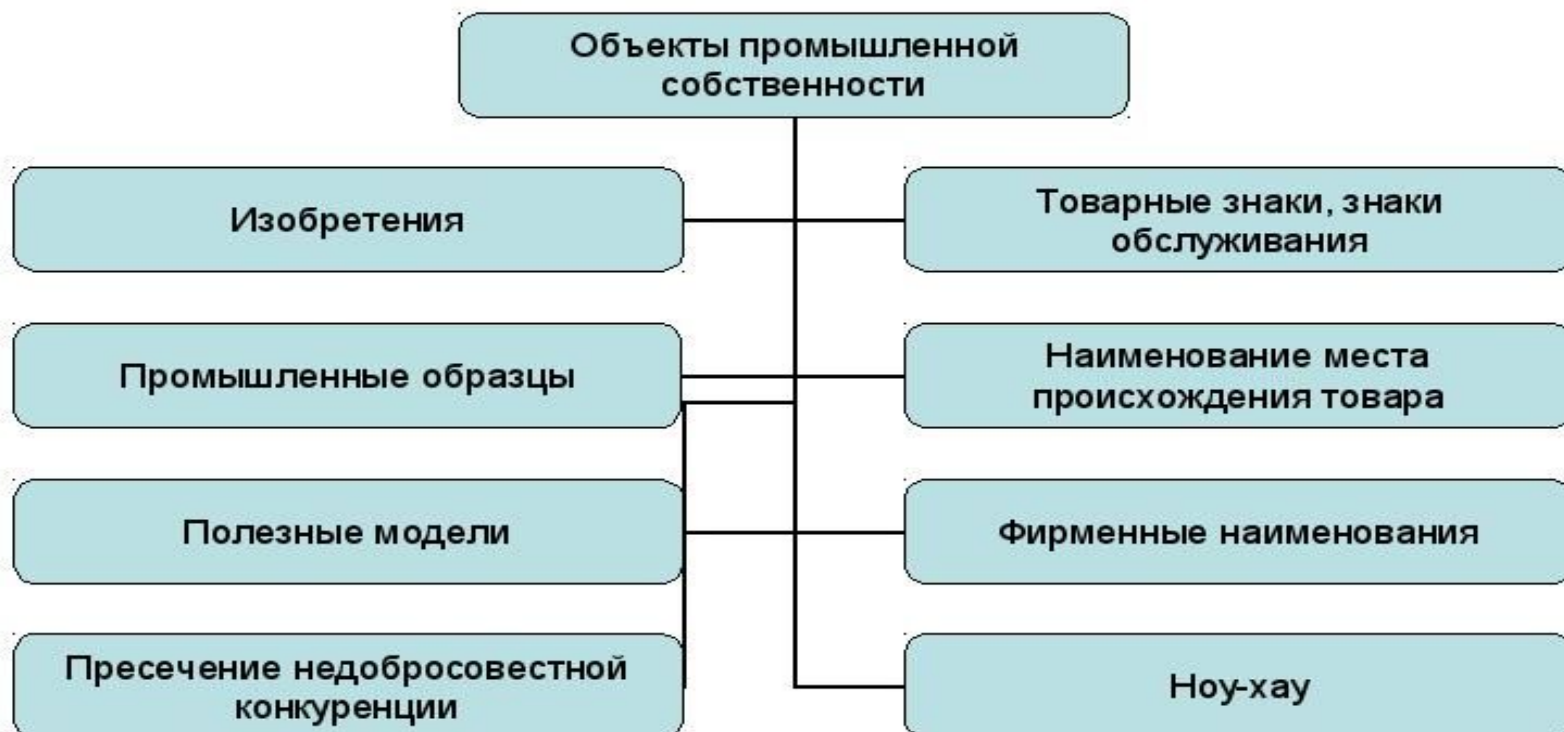 Объекты промышленной
собственности
Изобретения
Товарные знаки, знаки
обслуживания
Промышленные образцы
Наименование места
происхождения товара
Полезные модели
Фирменные наименования
Пресечение недобросовестной
конкуренции
Ноу-хау